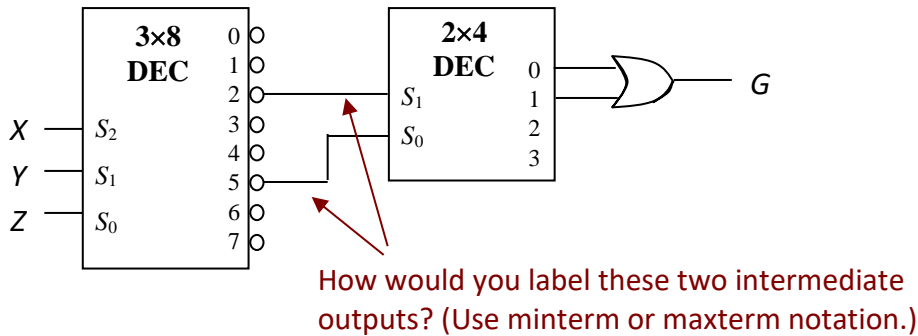 3×8
DEC
0
1
2
3
4
5
6
7
X
Y
Z
S2
S1
S0
2×4
DEC
S1
S0
0
1
2
3
G
How would you label these two intermediate
outputs? (Use minterm or maxterm notation.)